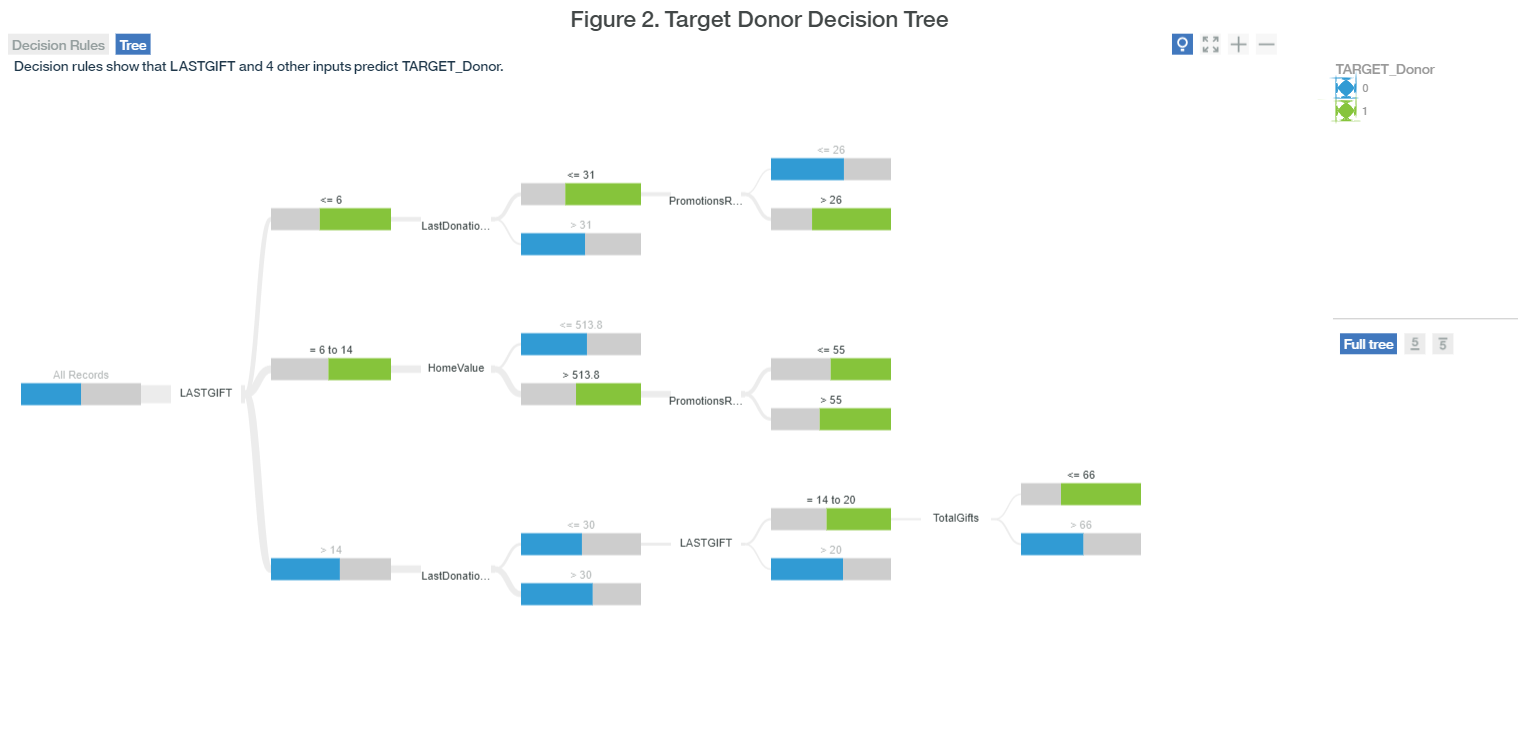 Figure 2. Target Donor Decision Tree
Decision Rules Tree
Decision rules show that LASTGIFT and 4 other inputs predict TARGET_Donor.
TARGET_Donor
0
1
<= 26
<= 31
PromotionsR...
> 26
<= 6
LastDonatio...
> 31
<= 513.8
Full tree 5 5
= 6 to 14
HomeValue
<= 55
> 513.8
PromotionsR...
> 55
All Records
LASTGIFT
<= 66
= 14 to 20
TotalGifts
<= 30
LASTGIFT
> 66
> 14
> 20
LastDonatio...
> 30